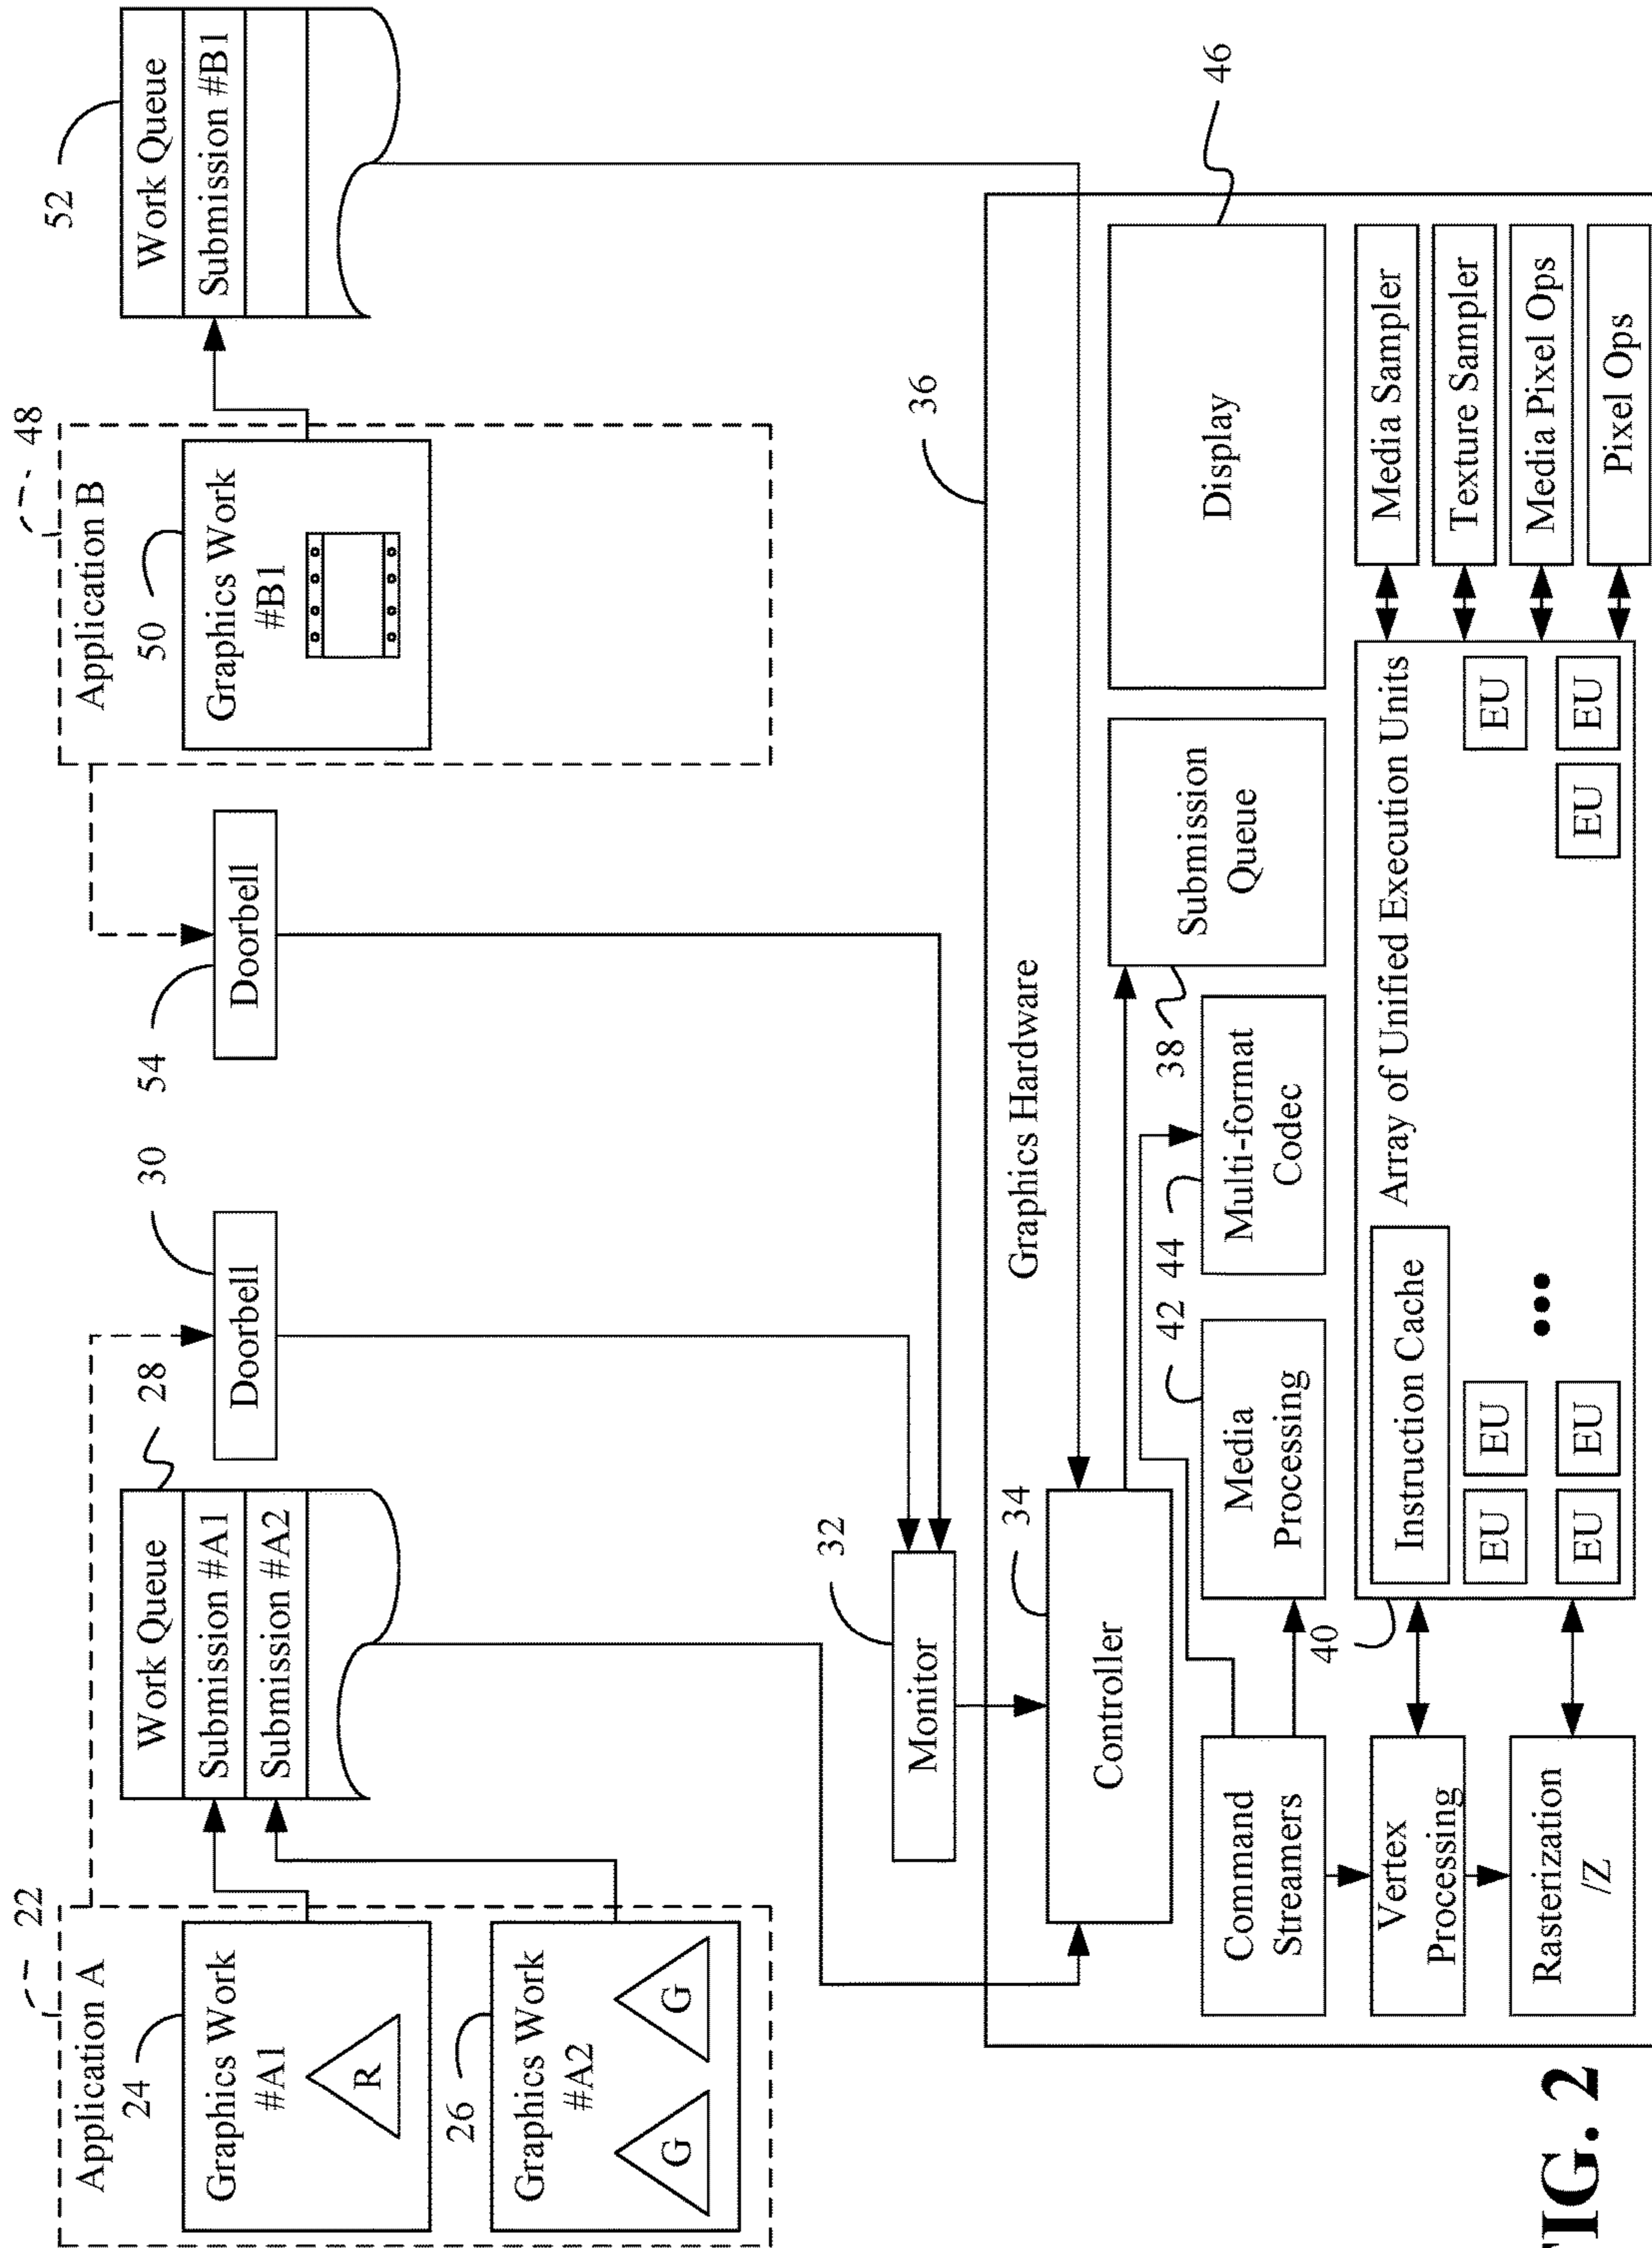 22
Application A
24
Graphics Work
#A1
R
26
Graphics Work
#A2
G
G
28
Work Queue
Submission #A1
Submission #A2
30
Doorbell
54
Doorbell
48
Application B
50
Graphics Work
#B1
52
Work Queue
Submission #B1
32
Monitor
36
Graphics Hardware
34
Controller
Command
Streamers
42
Media
Processing
44
Multi-format
Codec
38
Submission
Queue
46
Display
Vertex
Processing
Rasterization
/Z
40
Instruction Cache
Array of Unified Execution Units
EU
EU
EU
EU
EU
EU
EU
Media Sampler
Texture Sampler
Media Pixel Ops
Pixel Ops
FIG. 2